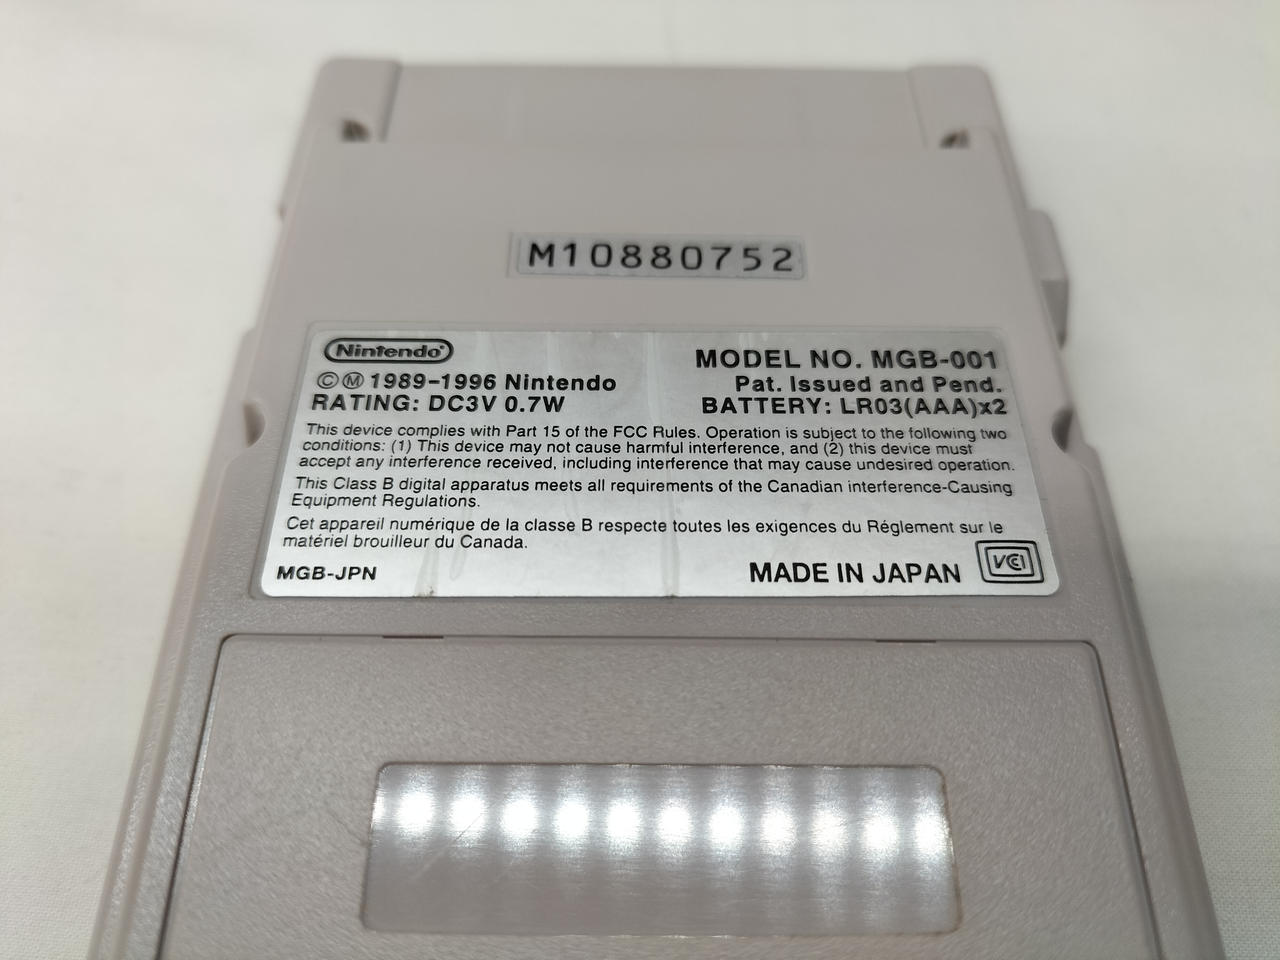 M10880752
Nintendo®
MODEL NO. MGB-001
ⒸⓂ 1989-1996 Nintendo
Pat. Issued and Pend.
RATING: DC3V 0.7W
BATTERY: LR03(AAA)x2
This device complies with Part 15 of the FCC Rules. Operation is subject to the following two
conditions: (1) This device may not cause harmful interference, and (2) this device must
accept any interference received, including interference that may cause undesired operation.
This Class B digital apparatus meets all requirements of the Canadian interference-Causing
Equipment Regulations.
Cet appareil numérique de la classe B respecte toutes les exigences du Réglement sur le
matériel brouilleur du Canada.
MGB-JPN
MADE IN JAPAN
VCI